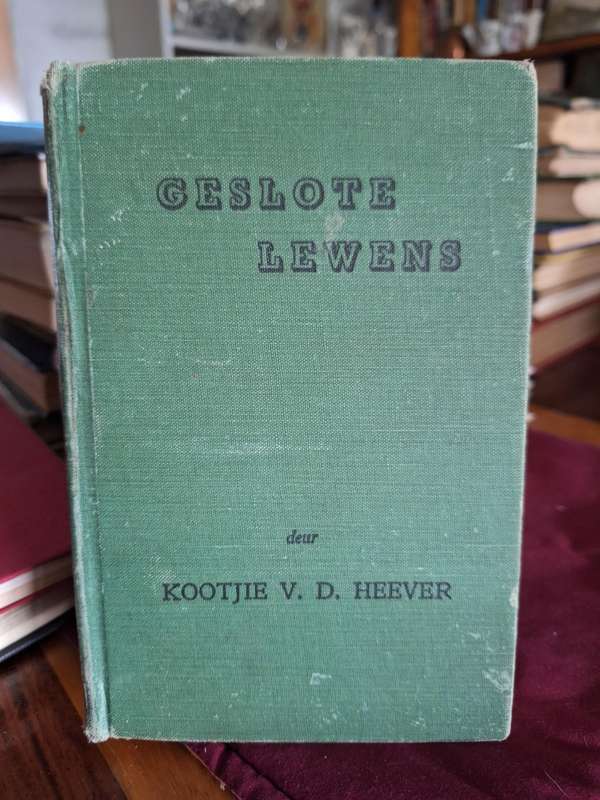 GESLOTE
LEWENS
deur
KOOTJIE V. D. HEEVER